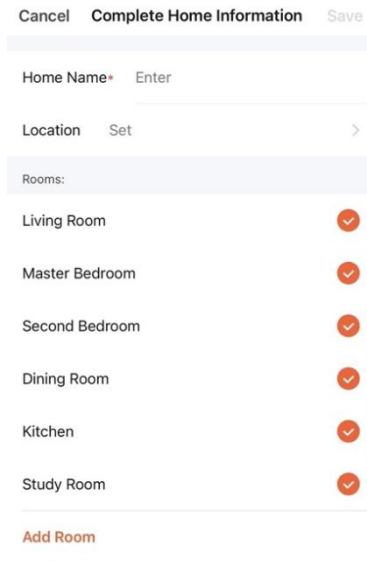 Cancel Complete Home Information Save
Home Name* Enter
Location Set
Rooms:
Living Room
Master Bedroom
Second Bedroom
Dining Room
Kitchen
Study Room
Add Room